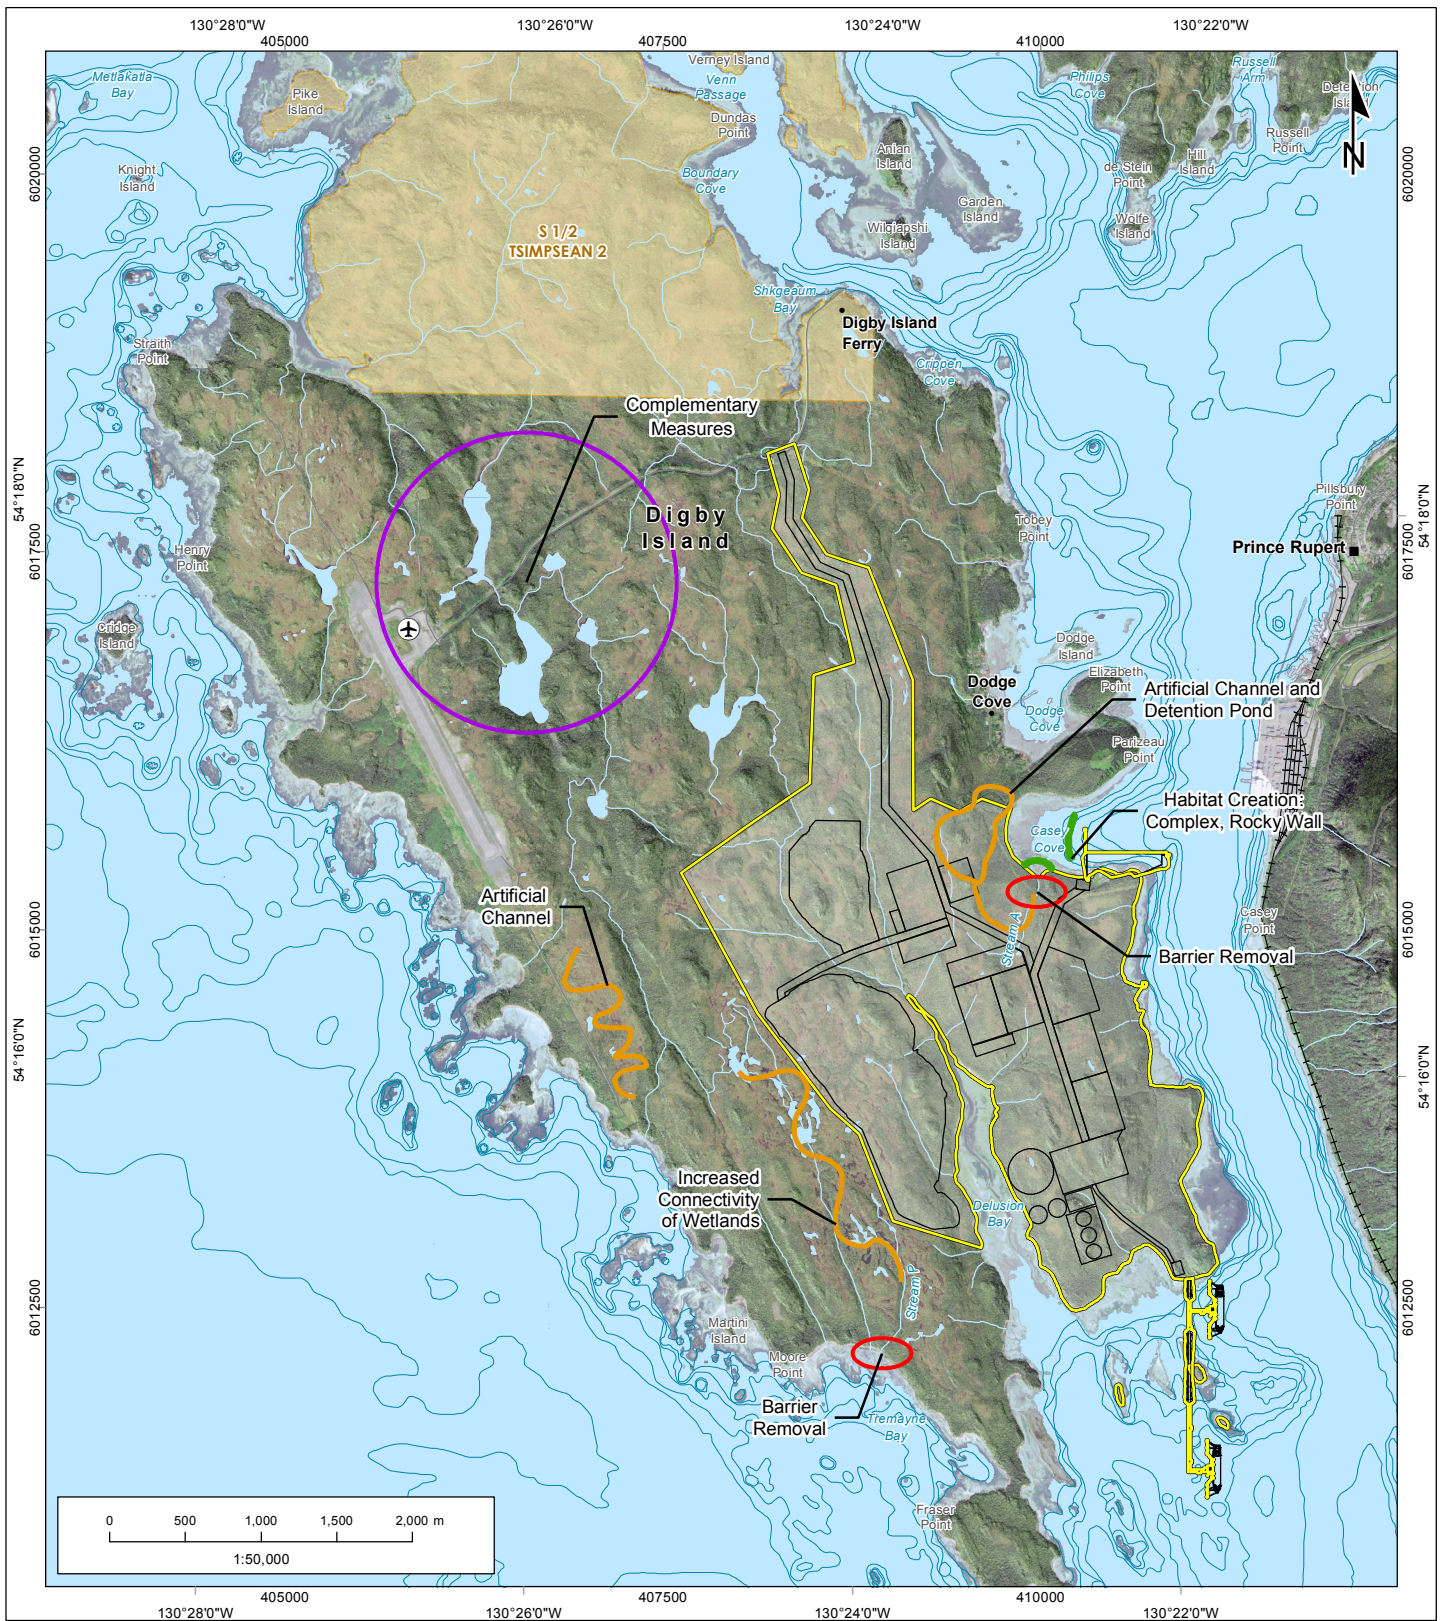 130°28'0"W
130°26'0"W
130°24'0"W
130°22'0"W
405000
407500
410000
Metlakatla
Bay
Pike
Island
Verney Island
Venn
Passage
Dundas
Point
Philips
Cove
Russell
Arm
Russell
Point
Hill
Island
de Stein
Point
Wolfe
Island
N
Knight
Island
Boundary
Cove
Anian
Island
Garden
Island
Wilgiapshi
Island
6020000
6020000
S 1/2
TSIMPSEAN 2
Shkgeaum
Bay
Digby Island
Ferry
Crippen
Cove
Straith
Point
Complementary
Measures
54°18'0"N
54°18'0"N
Digby
Island
Tobey
Point
Pillsbury
Point
Prince Rupert
6017500
6017500
Henry
Point
Cridge
Island
Dodge
Island
Elizabeth
Point
Dodge
Cove
Dodge
Cove
Parizeau
Point
Artificial Channel and
Detention Pond
Habitat Creation:
Complex, Rocky Wall
Casey
Cove
Artificial
Channel
Casey
Point
Stream A
Barrier Removal
6015000
6015000
54°16'0"N
54°16'0"N
Increased
Connectivity
of Wetlands
Delusion
Bay
Stream P
6012500
6012500
Martini
Island
Moore
Point
Barrier
Removal
Tremayne
Bay
Fraser
Point
0
500
1,000
1,500
2,000 m
1:50,000
405000
407500
410000
130°28'0"W
130°26'0"W
130°24'0"W
130°22'0"W